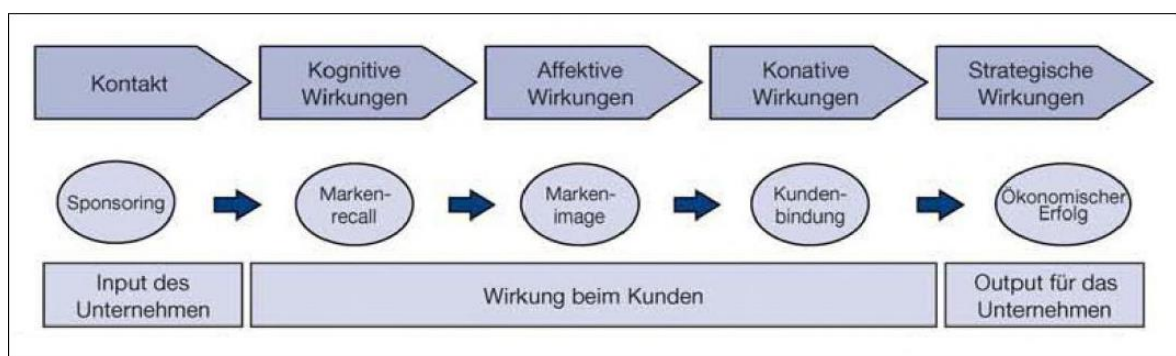 Kontakt
Kognitive
Wirkungen
Affektive
Wirkungen
Konative
Wirkungen
Strategische
Wirkungen
Sponsoring
Marken-
recall
Marken-
image
Kunden-
bindung
Ökonomischer
Erfolg
Input des
Unternehmen
Wirkung beim Kunden
Output für das
Unternehmen